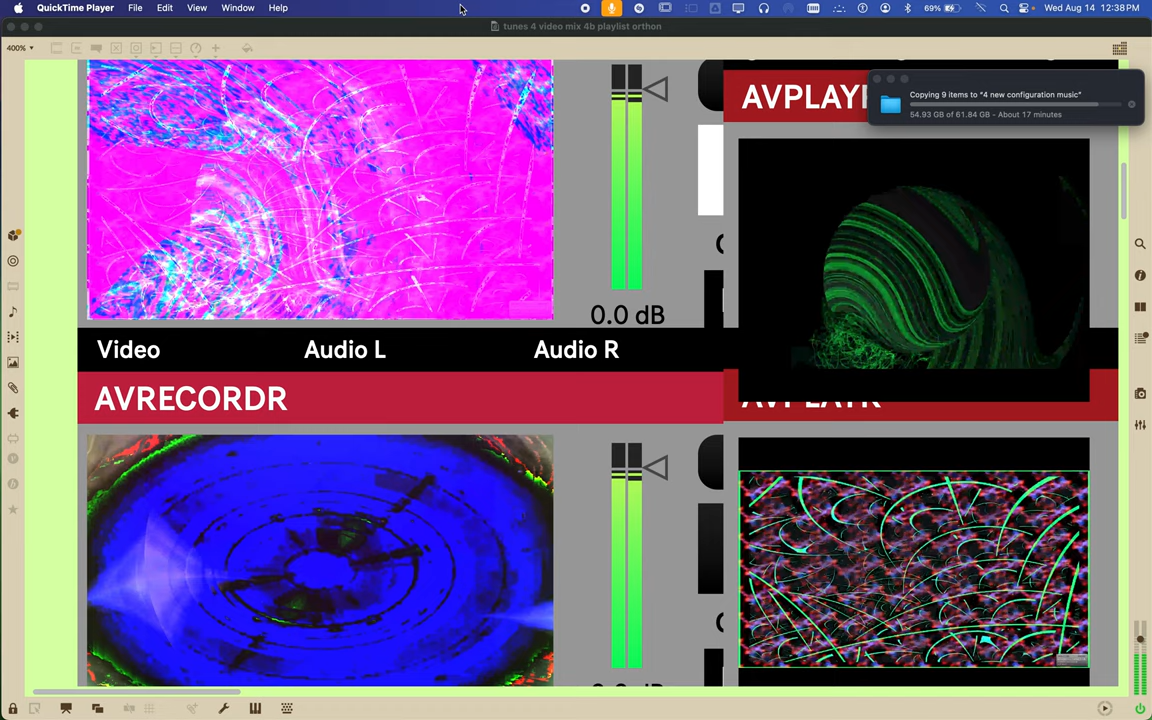 QuickTime Player File Edit View Window Help 69% Wed Aug 14 12:38 PM
tunes 4 video mix 4b playlist orthon
400%
AVPLAY
Copying 9 items to "4 new configuration music"
54.93 GB of 61.84 GB - About 17 minutes
0.0 dB
Video Audio L Audio R
AVRECORDR